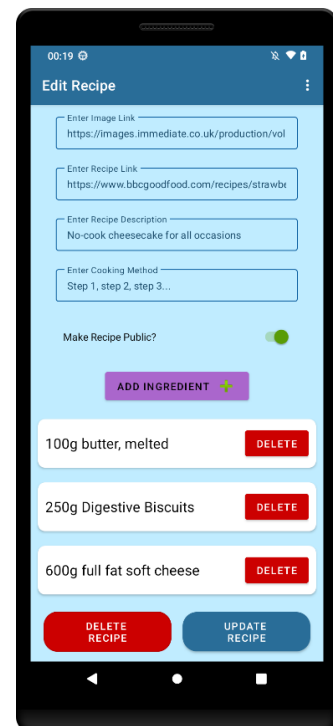 00:19
Edit Recipe
Enter Image Link
https://images.immediate.co.uk/production/vol
Enter Recipe Link
https://www.bbcgoodfood.com/recipes/strawbe
Enter Recipe Description
No-cook cheesecake for all occasions
Enter Cooking Method
Step 1, step 2, step 3...
Make Recipe Public?
ADD INGREDIENT
100g butter, melted
DELETE
250g Digestive Biscuits
DELETE
600g full fat soft cheese
DELETE
DELETE
RECIPE
UPDATE
RECIPE